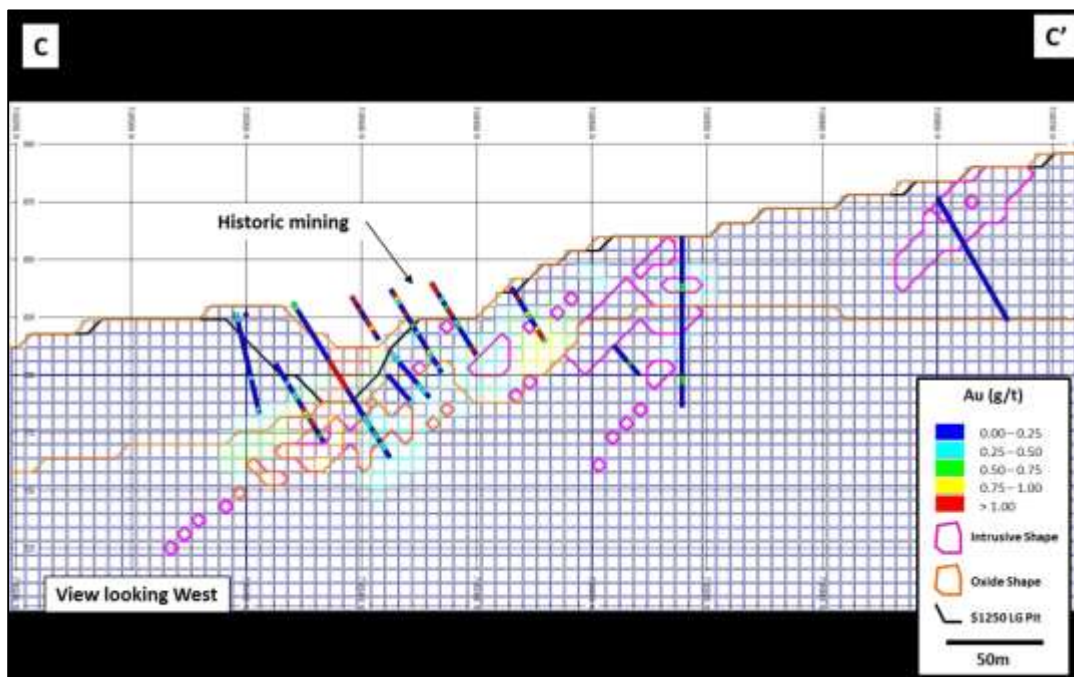 C
C’
Historic mining
View looking West
Au (g/t)
0.00 – 0.25
0.25 – 0.50
0.50 – 0.75
0.75 – 1.00
> 1.00
Intrusive Shape
Oxide Shape
$1250 LG Pit
50m